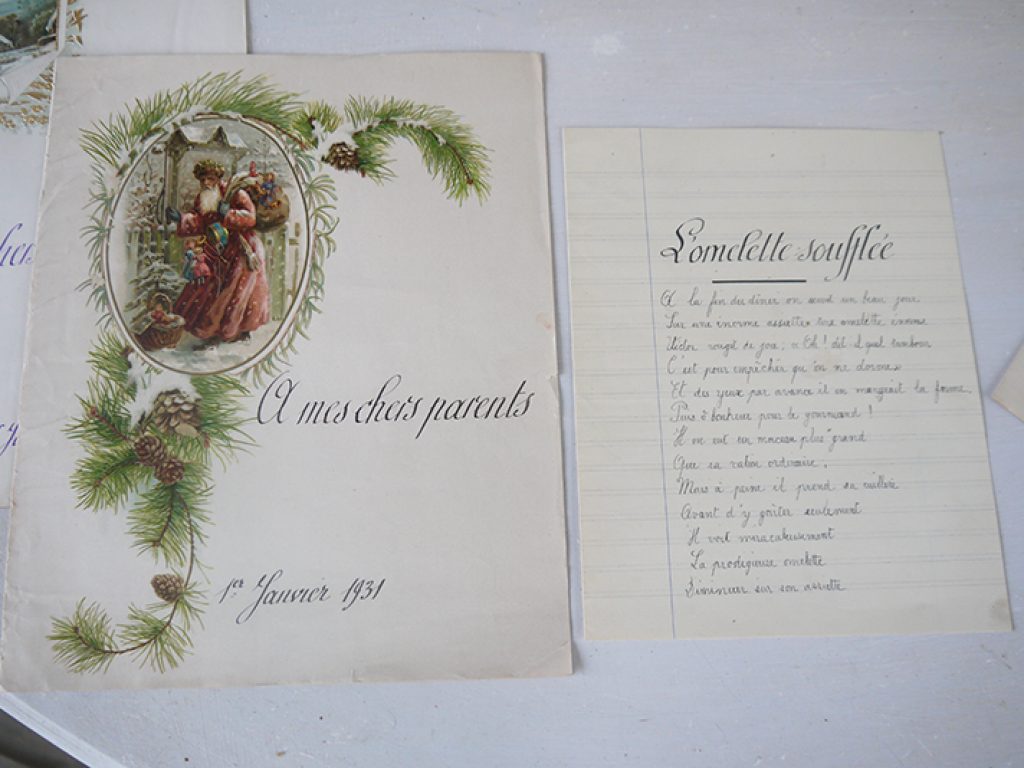 A mes chers parents
1er Janvier 1931
L'omelette soufflée
A la fin du dîner on servit un beau jour
Sur une énorme assiette une omelette énorme
Victor rougit de joie; « Eh! dit-il quel tambour
C'est pour empêcher qu'on ne dorme»
Et des yeux par avance il en mangeait la forme.
Puis ô bonheur pour le gourmand!
Il en eut un morceau plus grand
Que sa ration ordinaire.
Mais à peine il prend sa cuillère
Avant d'y goûter seulement
Il voit miraculeusement
La prodigieuse omelette
Diminuer sur son assiette